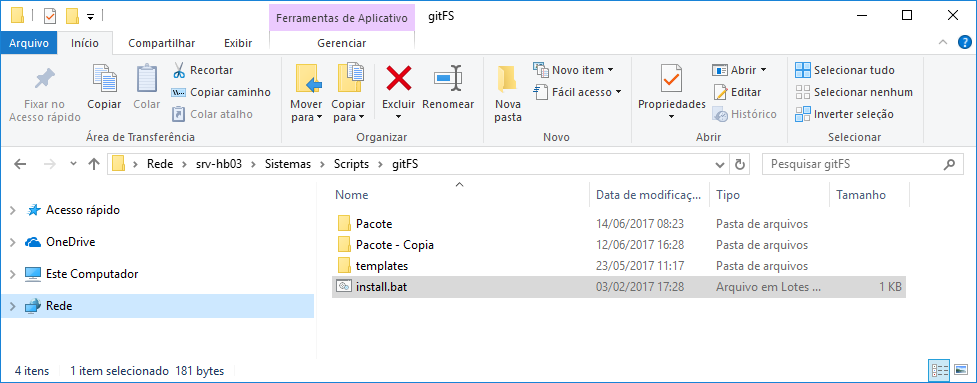 Ferramentas de Aplicativo gitFS
Arquivo Início Compartilhar Exibir Gerenciar
Fixar no Acesso rápido
Copiar
Colar
Recortar
Copiar caminho
Colar atalho
Área de Transferência
Mover para
Copiar para
Excluir
Renomear
Organizar
Nova pasta
Novo item
Fácil acesso
Novo
Propriedades
Abrir
Editar
Histórico
Abrir
Selecionar tudo
Selecionar nenhum
Inverter seleção
Selecionar
Rede srv-hb03 Sistemas Scripts gitFS Pesquisar gitFS
Acesso rápido
OneDrive
Este Computador
Rede
Nome Data de modificaç... Tipo Tamanho
Pacote 14/06/2017 08:23 Pasta de arquivos
Pacote - Copia 12/06/2017 16:28 Pasta de arquivos
templates 23/05/2017 11:17 Pasta de arquivos
install.bat 03/02/2017 17:28 Arquivo em Lotes ... 1 KB
4 itens 1 item selecionado 181 bytes